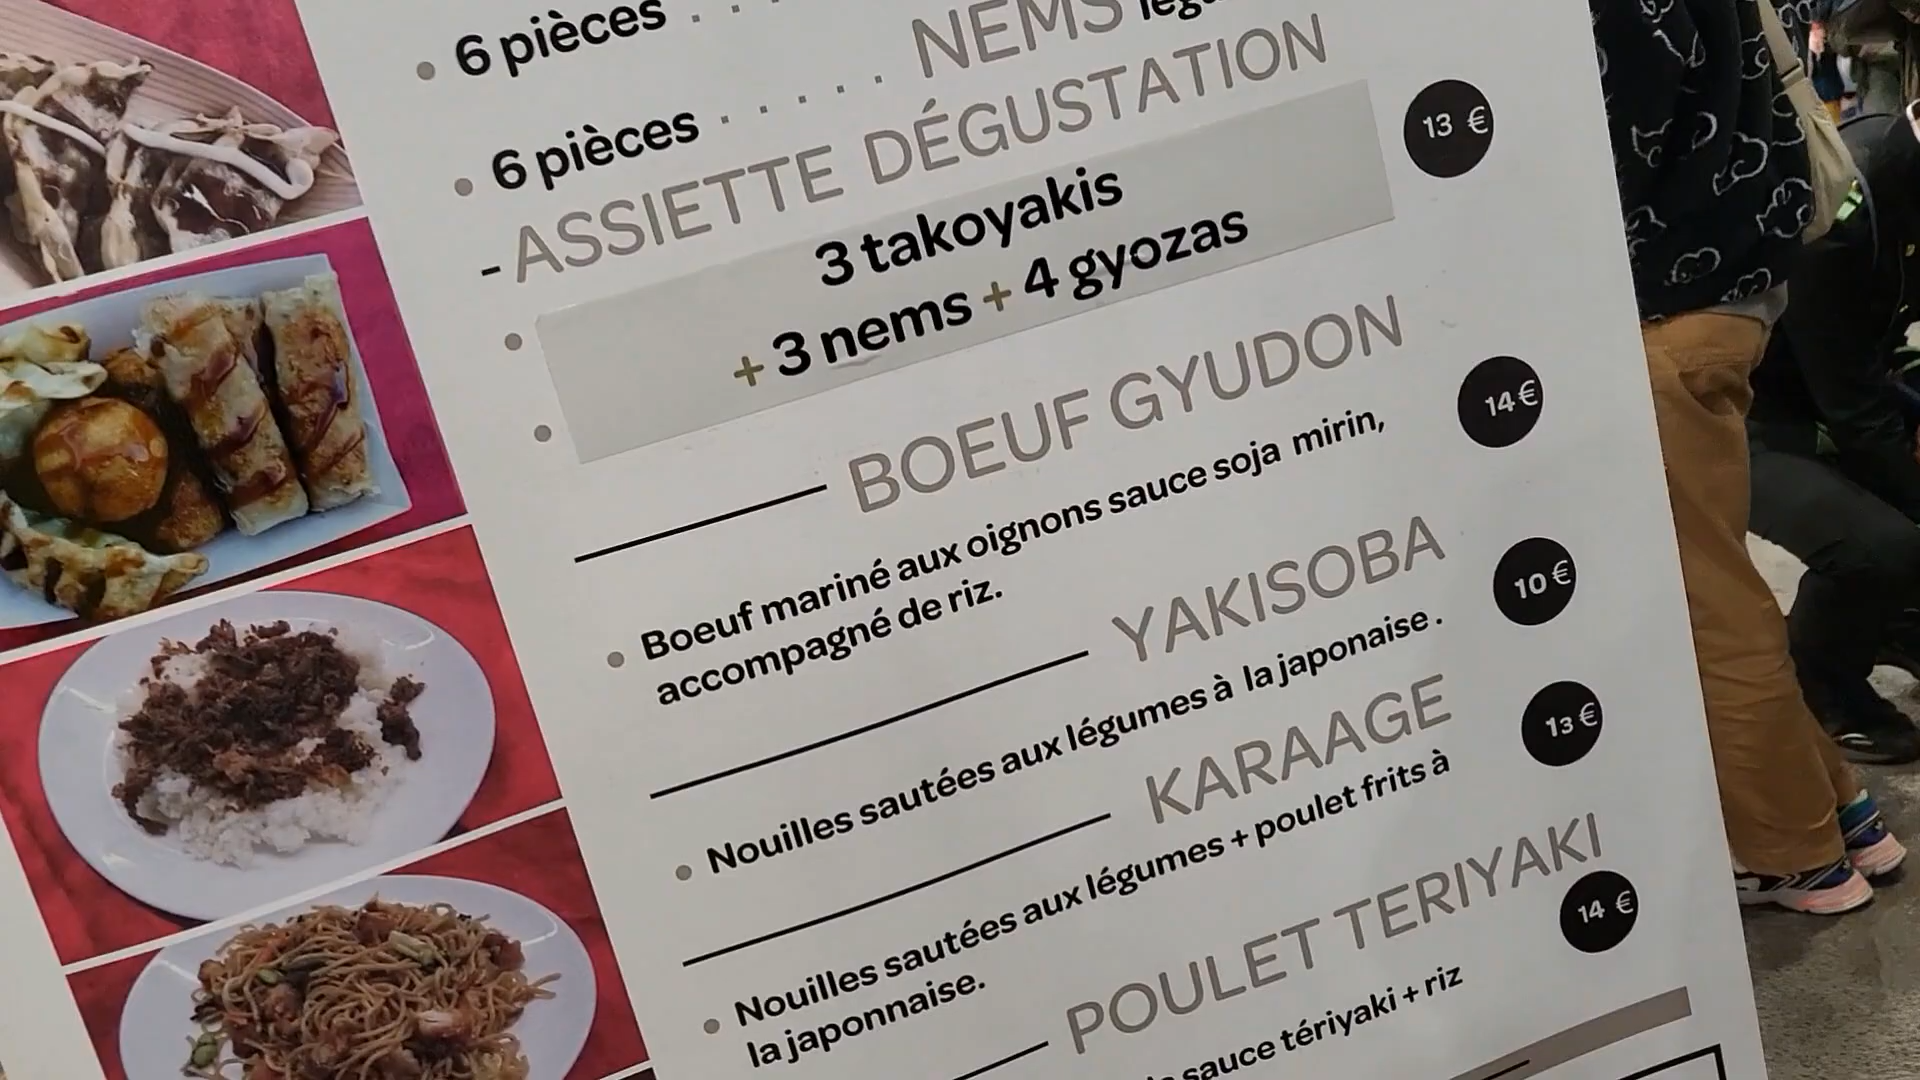 6 pièces
NEMS
6 pièces
- ASSIETTE DÉGUSTATION
13 €
3 takoyakis
+ 3 nems + 4 gyozas
BOEUF GYUDON
14 €
Boeuf mariné aux oignons sauce soja mirin,
accompagné de riz.
YAKISOBA
10 €
Nouilles sautées aux légumes à la japonaise.
KARAAGE
13 €
Nouilles sautées aux légumes + poulet frits à
la japonnaise.
POULET TERIYAKI
14 €
sauce tériyaki + riz